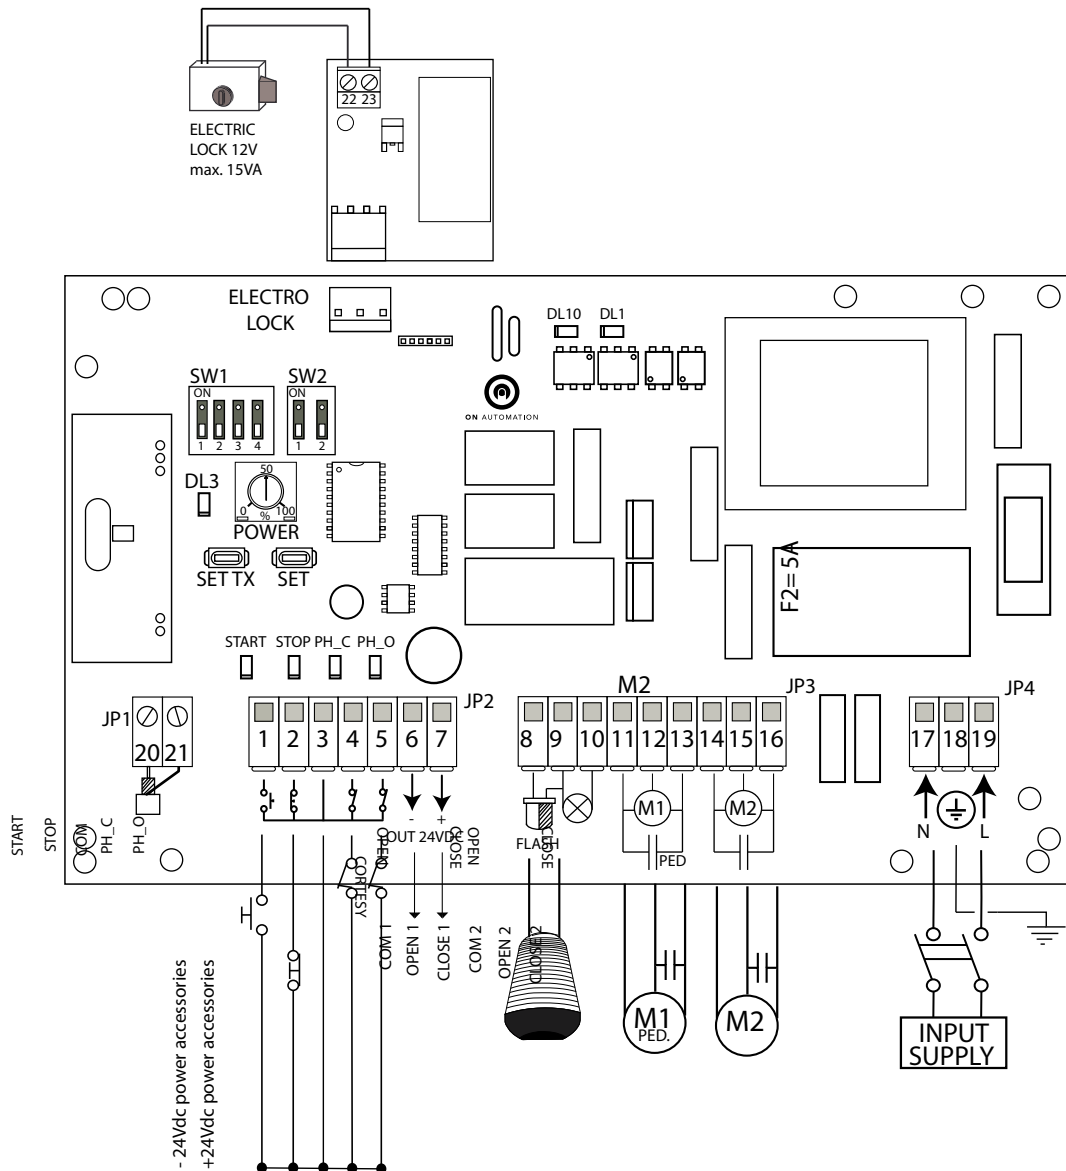 22 23
ELECTRIC
LOCK 12V
max. 15VA
ELECTRO
LOCK
DL10 DL1
SW1 SW2
ON ON
1 2 3 4 1 2
ON AUTOMATION
DL3
50
0 % 100
POWER
SET TX SET
F2= 5A
START STOP PH_C PH_O
JP1
20 21
JP2
1 2 3 4 5 6 7
M2
JP3
8 9 10 11 12 13 14 15 16
JP4
17 18 19
- +
OUT 24VDC
FLASH
M1
PED
M2
N L
START
STOP
COM
PH_C
PH_O
CORTESY
OPEN
CLOSE
OPEN
CLOSE
COM 1
OPEN 1
CLOSE 1
COM 2
OPEN 2
CLOSE 2
M1
PED.
M2
INPUT
SUPPLY
- 24Vdc power accessories
+24Vdc power accessories